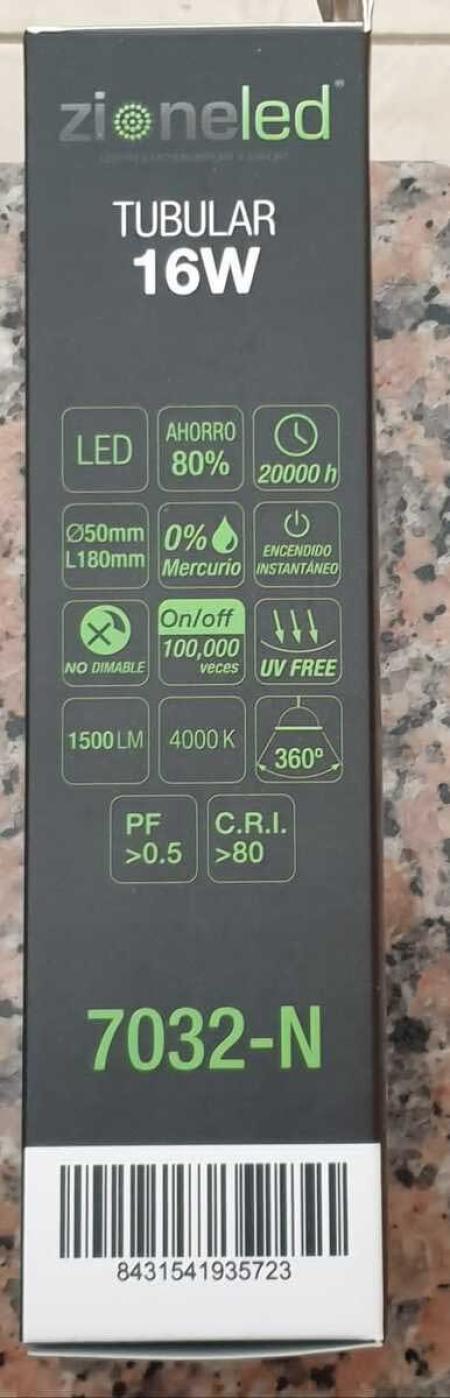 zioneled®
TUBULAR
16W
LED
AHORRO
80%
20000 h
Ø50mm
L180mm
0%
Mercurio
ENCENDIDO
INSTANTÁNEO
NO DIMABLE
On/off
100,000
veces
UV FREE
1500 LM
4000 K
360º
PF
>0.5
C.R.I.
>80
7032-N
8431541935723